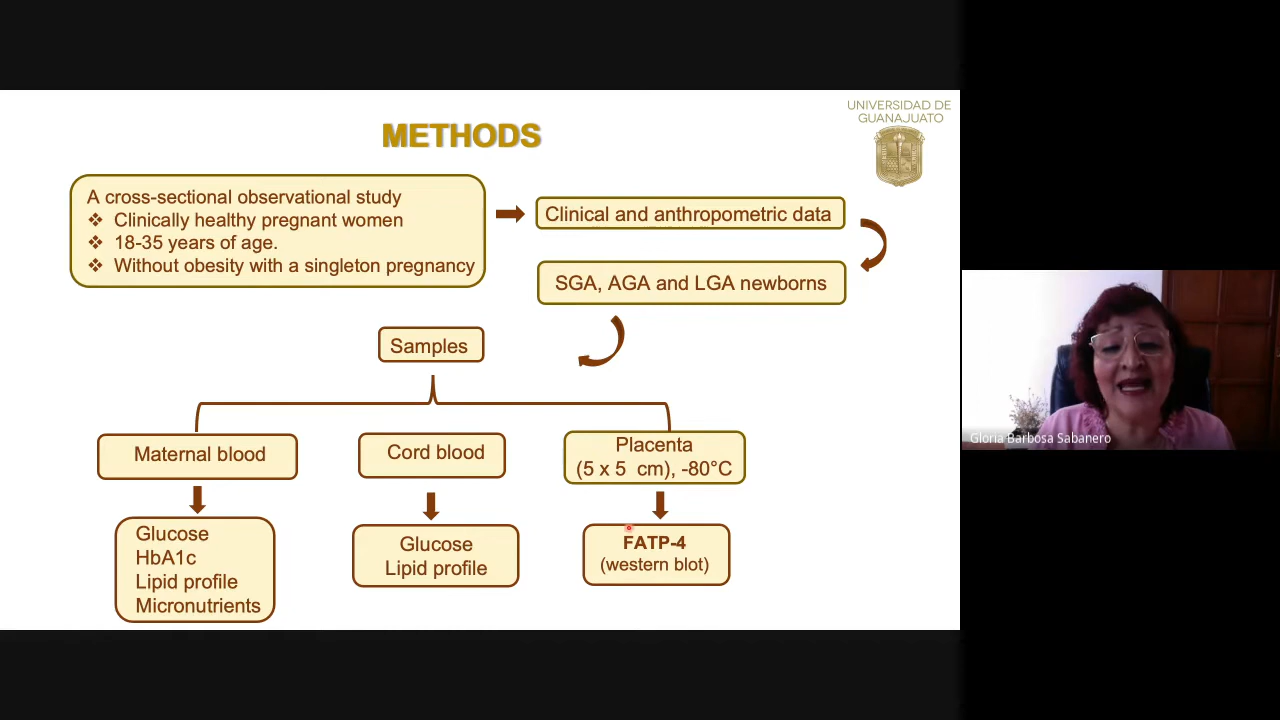 UNIVERSIDAD DE
GUANAJUATO
METHODS
A cross-sectional observational study
❖ Clinically healthy pregnant women
❖ 18-35 years of age.
❖ Without obesity with a singleton pregnancy
Clinical and anthropometric data
SGA, AGA and LGA newborns
Samples
Maternal blood
Cord blood
Placenta
(5 x 5 cm), -80°C
Glucose
HbA1c
Lipid profile
Micronutrients
Glucose
Lipid profile
FATP-4
(western blot)
Gloria Barbosa Sabanero